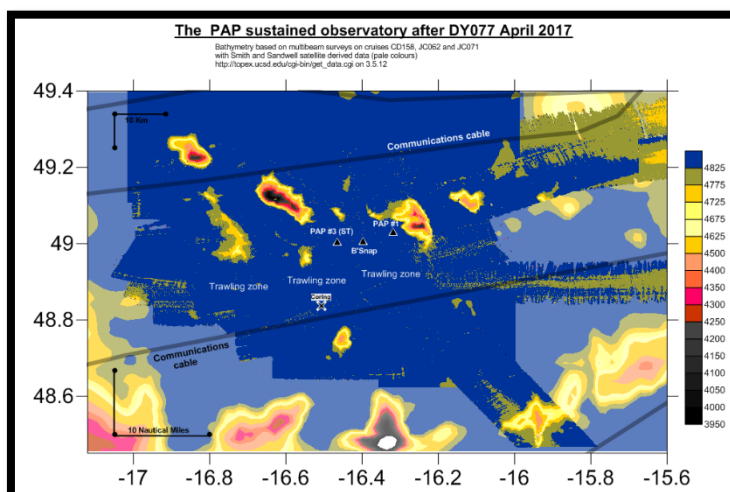 The PAP sustained observatory after DY077 April 2017
Bathymetry based on multibeam surveys on cruises CD158, JC062 and JC071
with Smith and Sandwell satellite derived data (pale colours)
http://topex.ucsd.edu/cgi-bin/get_data.cgi on 3.5.12
49.4
10 Km
Communications cable
4825
4775
49.2
4725
4675
4625
PAP #1
4575
PAP #3 (ST)
4500
49
B'Snap
4450
4400
Trawling zone
Trawling zone
Trawling zone
4350
4300
Coring
4250
48.8
4200
4150
Communications
cable
4100
4050
4000
48.6
3950
10 Nautical Miles
-17
-16.8
-16.6
-16.4
-16.2
-16
-15.8
-15.6